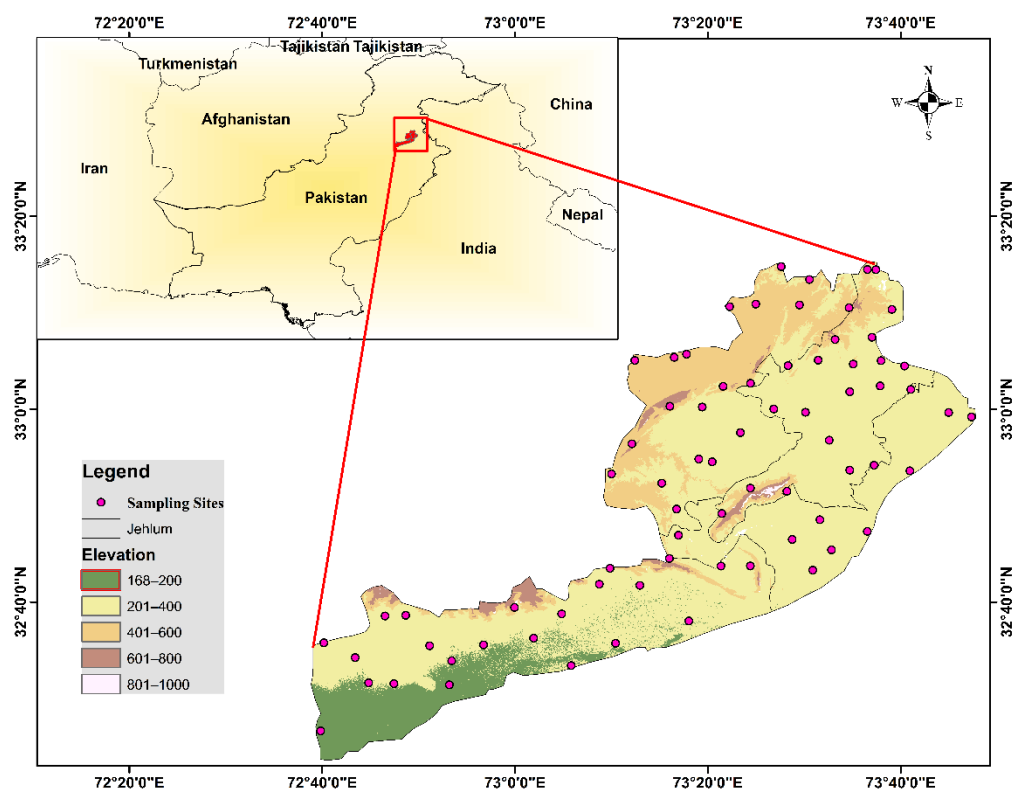 72°20'0"E 72°40'0"E 73°0'0"E 73°20'0"E 73°40'0"E
Tajikistan Tajikistan
Turkmenistan
China
Afghanistan
Iran
Pakistan
Nepal
India
N
W E
S
33°20'0"N 33°20'0"N
33°0'0"N 33°0'0"N
32°40'0"N 32°40'0"N
Legend
Sampling Sites
Jehlum
Elevation
168–200
201–400
401–600
601–800
801–1000
72°20'0"E 72°40'0"E 73°0'0"E 73°20'0"E 73°40'0"E